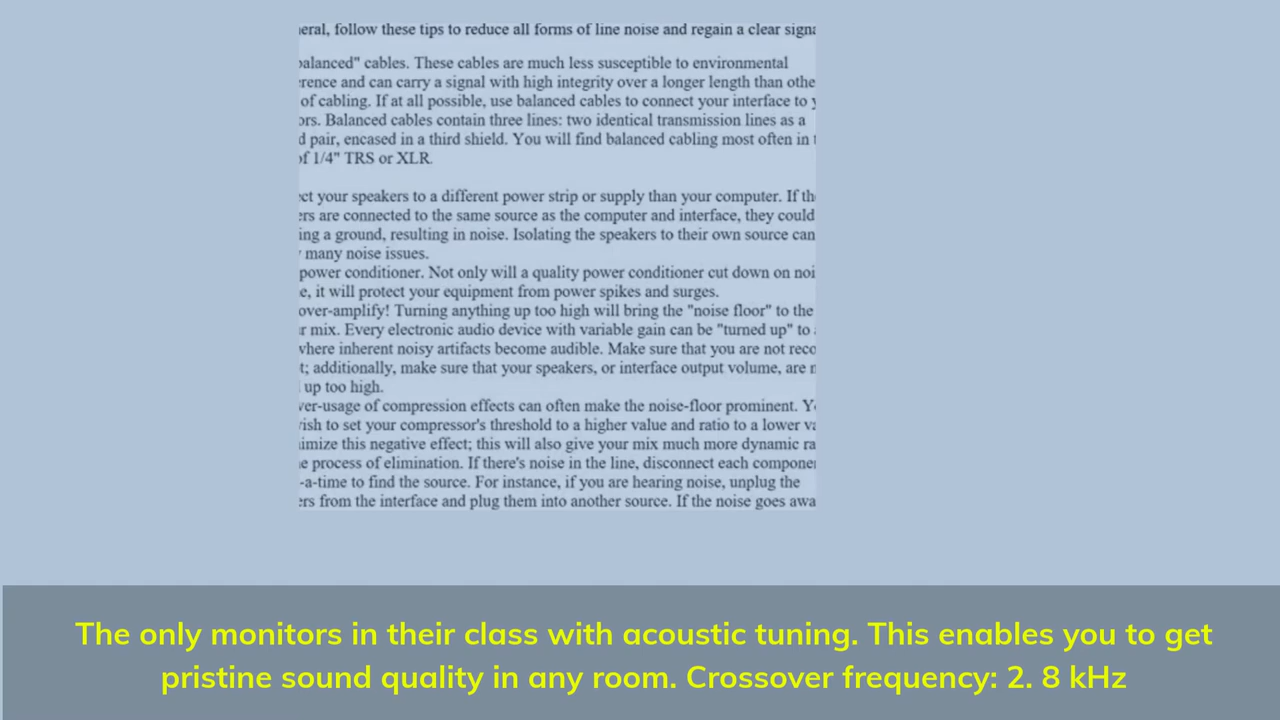 eral, follow these tips to reduce all forms of line noise and regain a clear
alanced" cables. These cables are much less susceptible to environmental
rence and can carry a signal with high integrity over a longer length than
of cabling. If at all possible, use balanced cables to connect your interface to
ors. Balanced cables contain three lines: two identical transmission lines as a
d pair, encased in a third shield. You will find balanced cabling most often in
of 1/4" TRS or XLR.
ct your speakers to a different power strip or supply than your computer. If
ers are connected to the same source as the computer and interface, they could
ing a ground, resulting in noise. Isolating the speakers to their own source can
many noise issues.
power conditioner. Not only will a quality power conditioner cut down on noi
e, it will protect your equipment from power spikes and surges.
over-amplify! Turning anything up too high will bring the "noise floor" to the
r mix. Every electronic audio device with variable gain can be "turned up" to
where inherent noisy artifacts become audible. Make sure that you are not reco
t; additionally, make sure that your speakers, or interface output volume, are
up too high.
ver-usage of compression effects can often make the noise-floor prominent.
ish to set your compressor's threshold to a higher value and ratio to a lower
imize this negative effect; this will also give your mix much more dynamic ra
e process of elimination. If there's noise in the line, disconnect each compone
-a-time to find the source. For instance, if you are hearing noise, unplug the
ers from the interface and plug them into another source. If the noise goes awa
The only monitors in their class with acoustic tuning. This enables you to get
pristine sound quality in any room. Crossover frequency: 2. 8 kHz